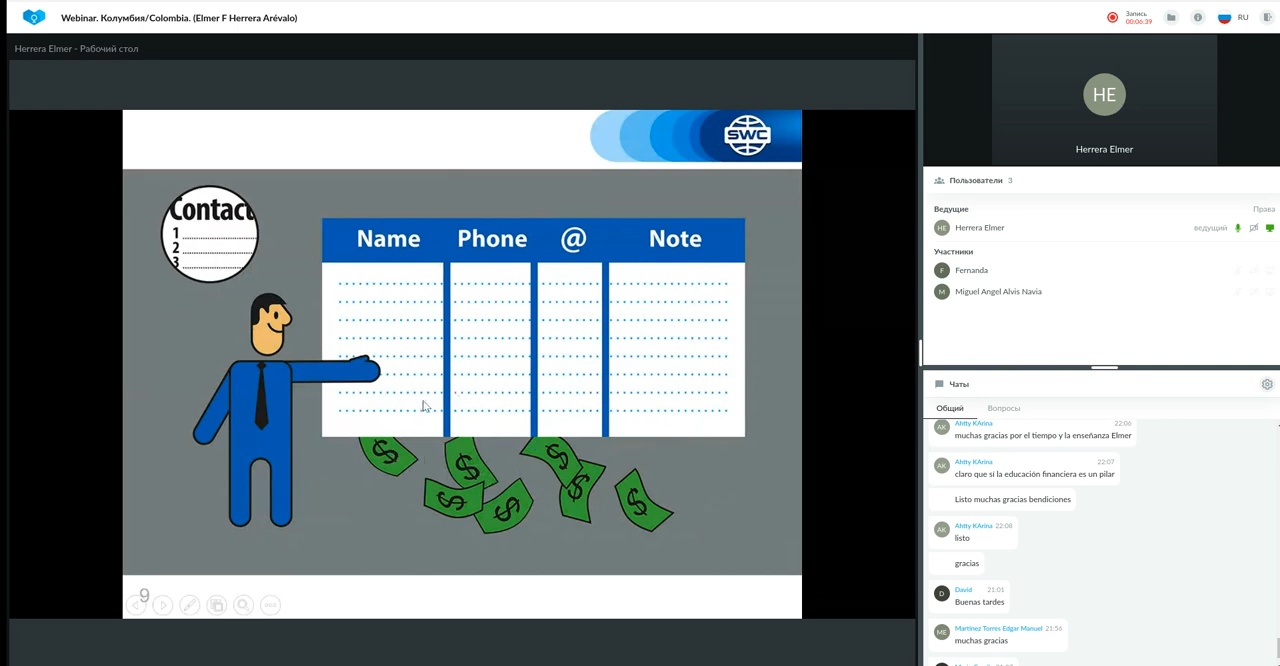 Webinar. Колумбия/Colombia. (Elmer F Herrera Arévalo)
Запись
00:06:39
RU
Herrera Elmer - Рабочий стол
SWC
Contact
1
2
3
Name Phone @ Note
$ $ $ $ $ $ $
9
HE
Herrera Elmer
Пользователи 3
Ведущие Права
HE Herrera Elmer ведущий
Участники
F Fernanda
M Miguel Angel Alvis Navia
Чаты
Общий Вопросы
AK Ahtty KArina 22:06
muchas gracias por el tiempo y la enseñanza Elmer
AK Ahtty KArina 22:07
claro que si la educación financiera es un pilar
Listo muchas gracias bendiciones
AK Ahtty KArina 22:08
listo
gracias
D David 21:01
Buenas tardes
ME Martínez Torres Edgar Manuel 21:56
muchas gracias